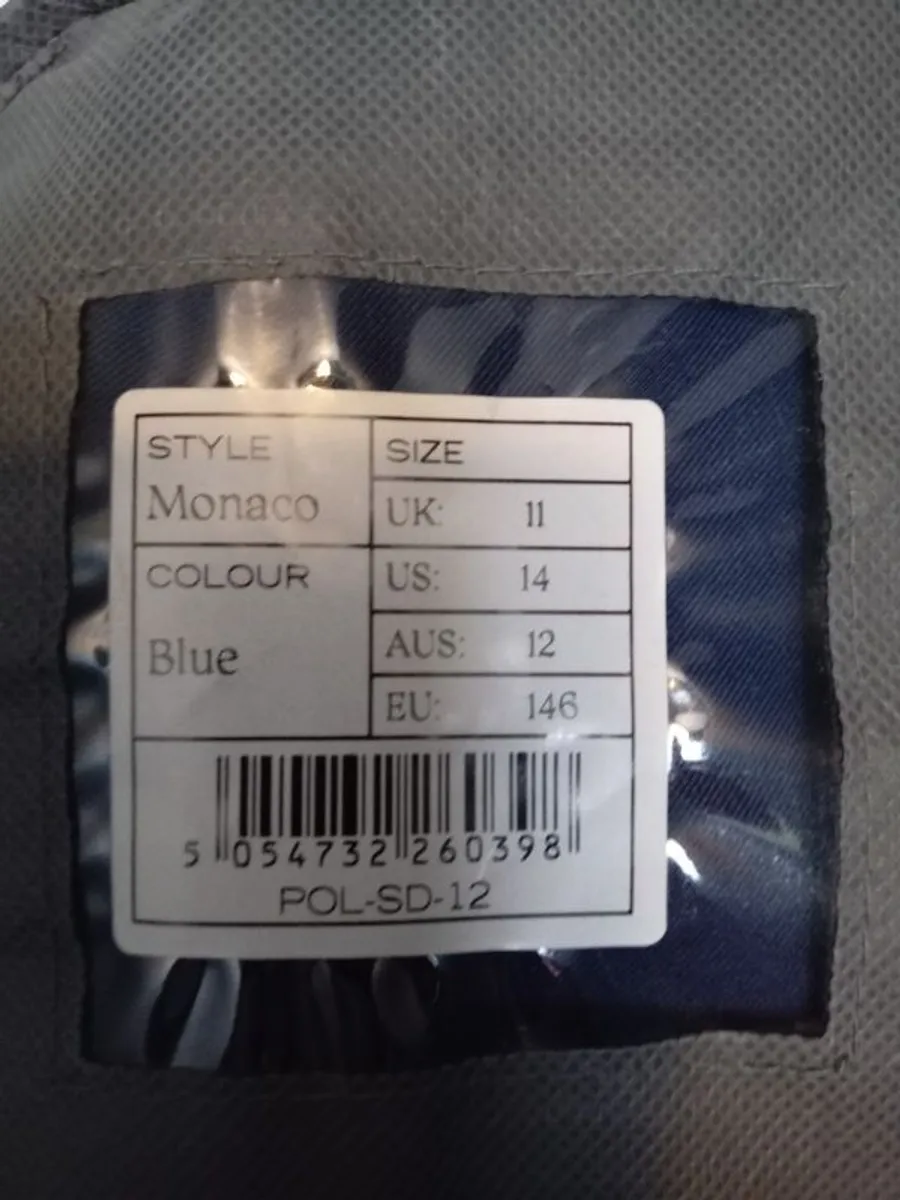 STYLE
Monaco
COLOUR
Blue
SIZE
UK: 11
US: 14
AUS: 12
EU: 146
5 054732 260398
POL-SD-12